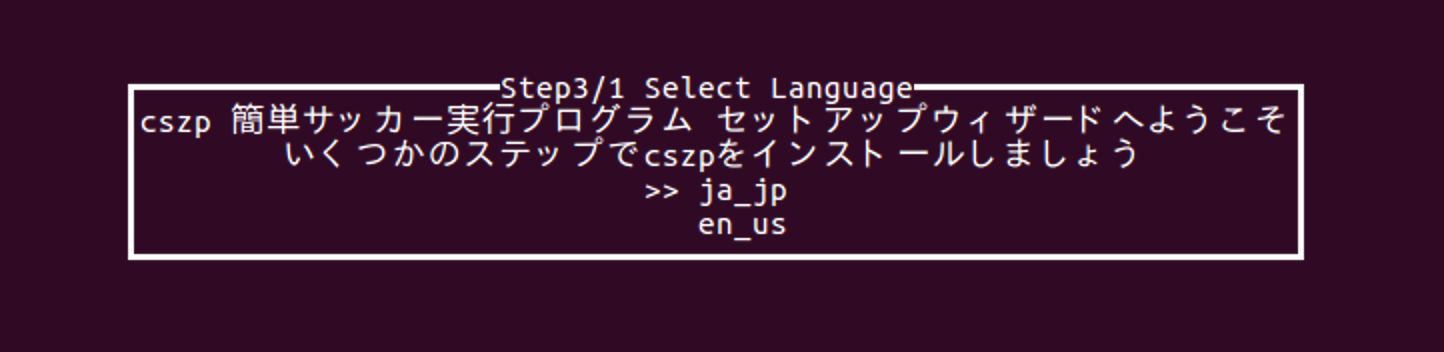 Step3/1 Select Language
cszp 簡単サッカー実行プログラム セットアップウィザードへようこそ
いくつかのステップでcszpをインストールしましょう
>> ja_jp
en_us